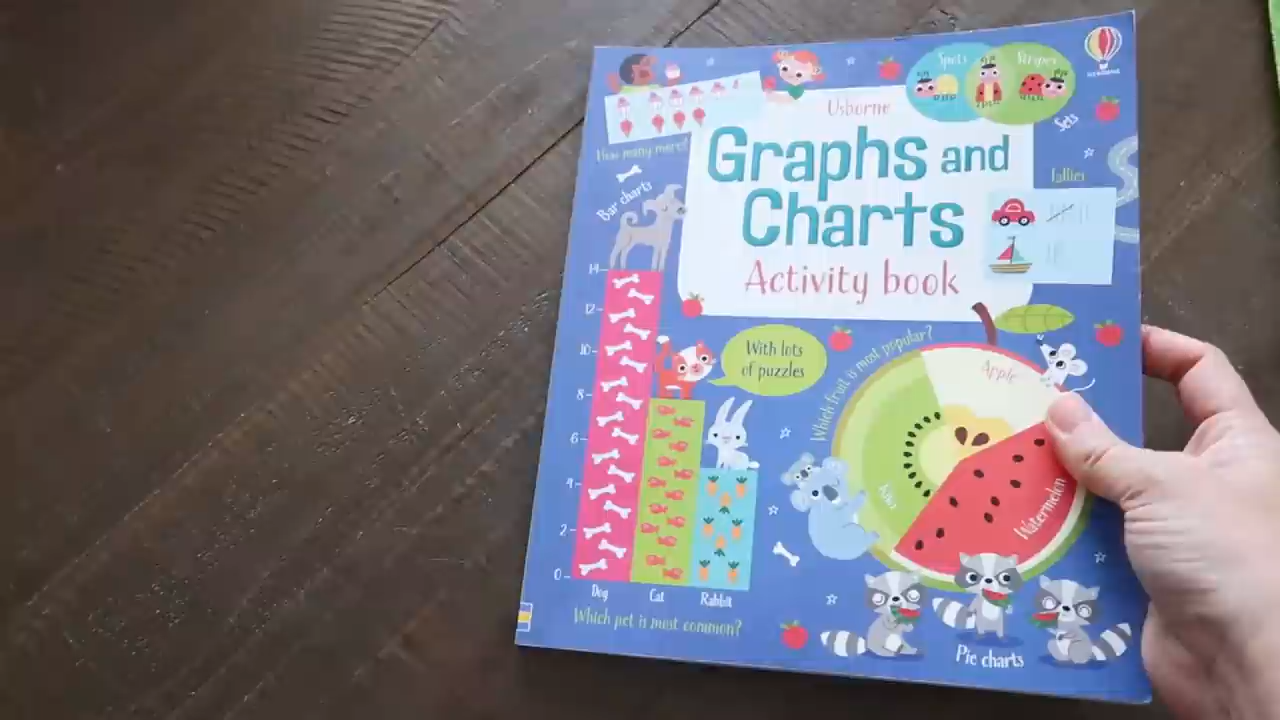 Spots
Stripes
USBORNE
Sets
Usborne
Graphs and
Charts
Activity book
How many more?
Bar charts
Tallies
14
12
10
8
6
4
2
0
Dog
Cat
Rabbit
Which pet is most common?
With lots
of puzzles
Which fruit is most popular?
Apple
Kiwi
Watermelon
Pie charts